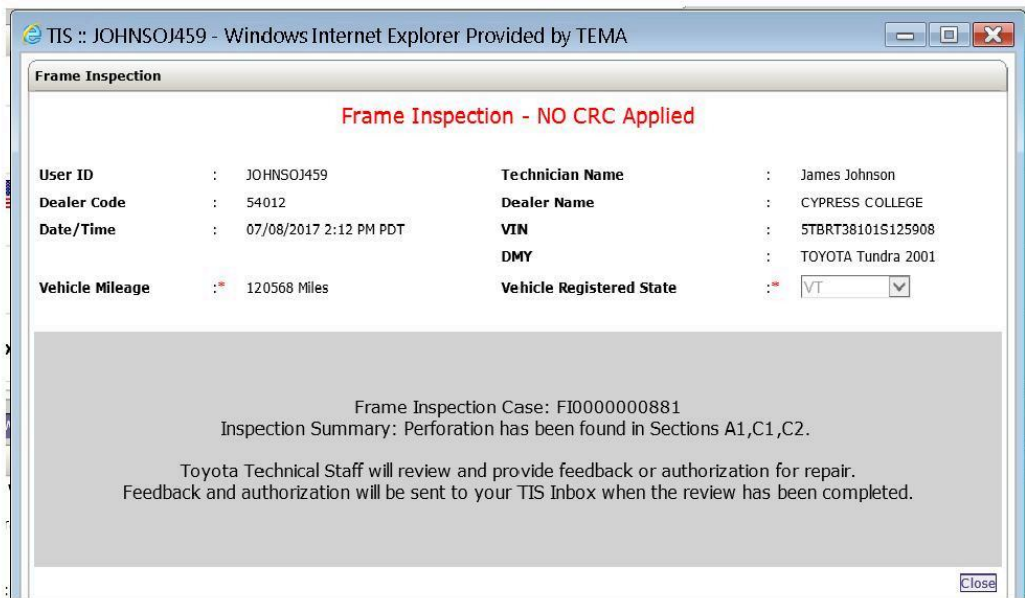 TIS :: JOHNSOJ459 - Windows Internet Explorer Provided by TEMA
Frame Inspection
Frame Inspection - NO CRC Applied
User ID : JOHNSOJ459 Technician Name : James Johnson
Dealer Code : 54012 Dealer Name : CYPRESS COLLEGE
Date/Time : 07/08/2017 2:12 PM PDT VIN : 5TBRT38101S125908
DMY : TOYOTA Tundra 2001
Vehicle Mileage :* 120568 Miles Vehicle Registered State :* VT
Frame Inspection Case: FI0000000881
Inspection Summary: Perforation has been found in Sections A1,C1,C2.
Toyota Technical Staff will review and provide feedback or authorization for repair.
Feedback and authorization will be sent to your TIS Inbox when the review has been completed.
Close